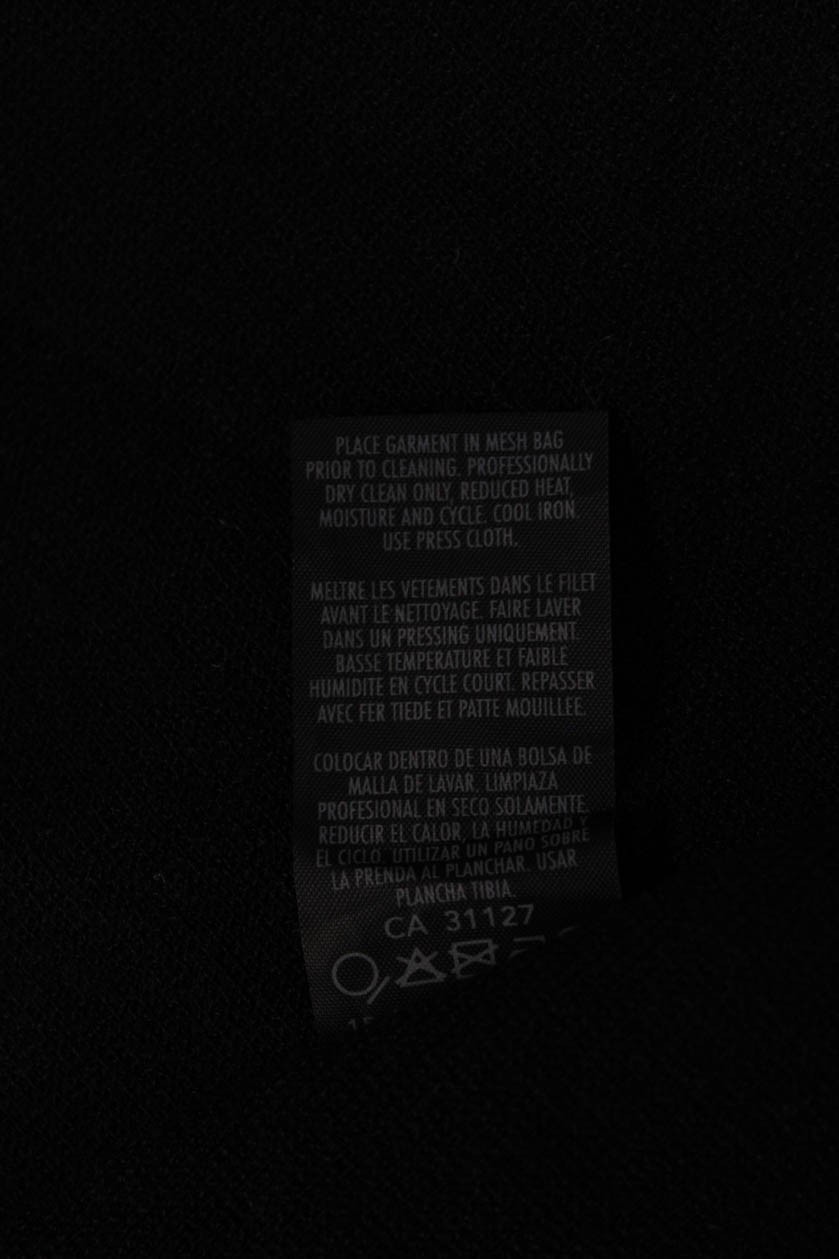 PLACE GARMENT IN MESH BAG
PRIOR TO CLEANING. PROFESSIONALLY
DRY CLEAN ONLY, REDUCED HEAT,
MOISTURE AND CYCLE. COOL IRON.
USE PRESS CLOTH.
MELTRE LES VETEMENTS DANS LE FILET
AVANT LE NETTOYAGE. FAIRE LAVER
DANS UN PRESSING UNIQUEMENT.
BASSE TEMPERATURE ET FAIBLE
HUMIDITE EN CYCLE COURT. REPASSER
AVEC FER TIEDE ET PATTE MOUILLEE.
COLOCAR DENTRO DE UNA BOLSA DE
MALLA DE LAVAR. LIMPIAZA
PROFESIONAL EN SECO SOLAMENTE.
REDUCIR EL CALOR, LA HUMEDAD Y
EL CICLO. UTILIZAR UN PANO SOBRE
LA PRENDA AL PLANCHAR. USAR
PLANCHA TIBIA.
CA 31127